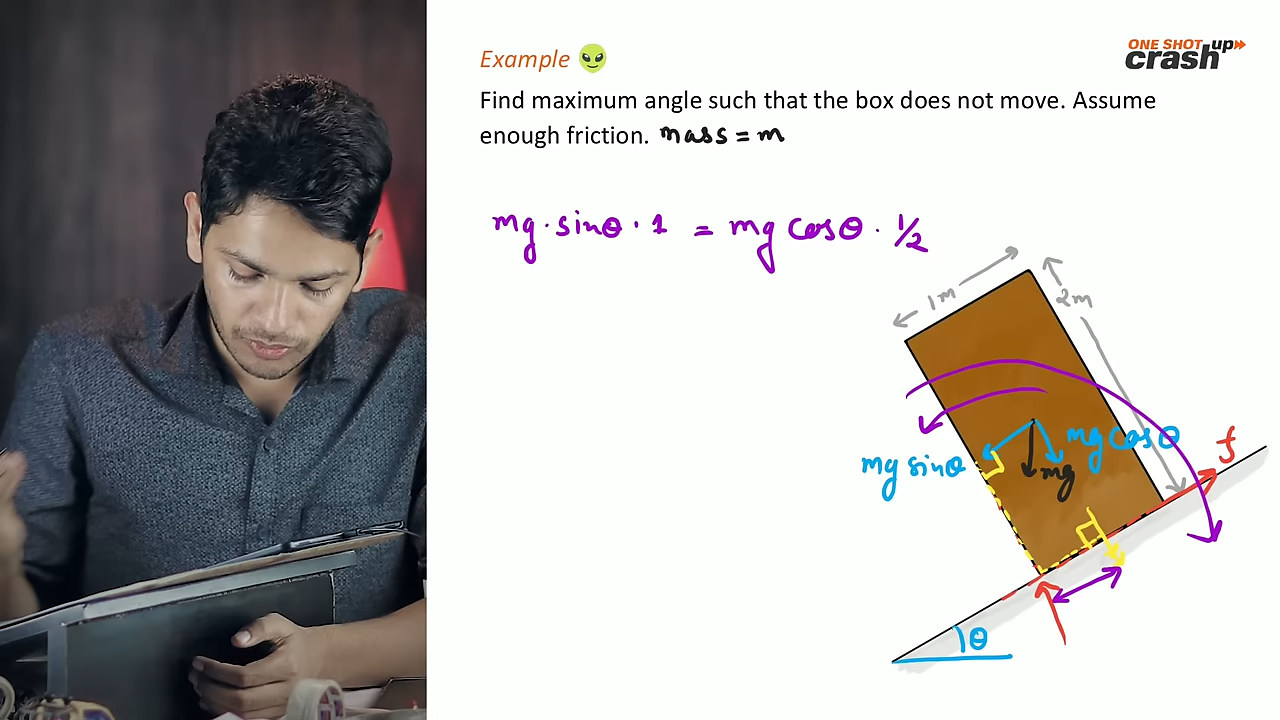 Example
ONE SHOT
crash up
Find maximum angle such that the box does not move. Assume
enough friction. mass = m
mg·sinθ·1 = mg cosθ·1/2
1m
2m
mg cosθ
mg sinθ
mg
f
θ